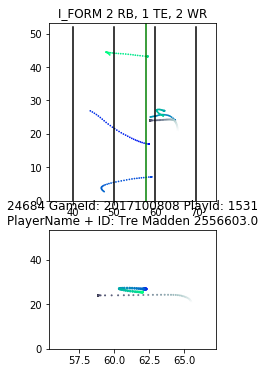 I_FORM 2 RB, 1 TE, 2 WR
50
40
30
20
10
0
40 50 60 70
24684 GameId: 2017100808 PlayId: 1531
PlayerName + ID: Tre Madden 2556603.0
40
20
0
57.5 60.0 62.5 65.0